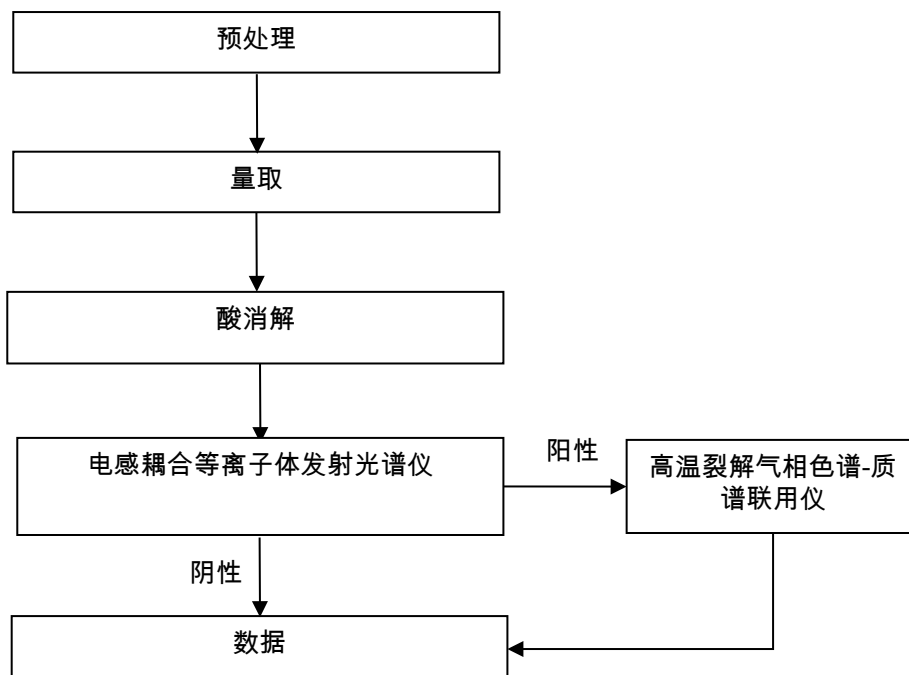 预处理
量取
酸消解
电感耦合等离子体发射光谱仪
阳性
高温裂解气相色谱-质
谱联用仪
阴性
数据